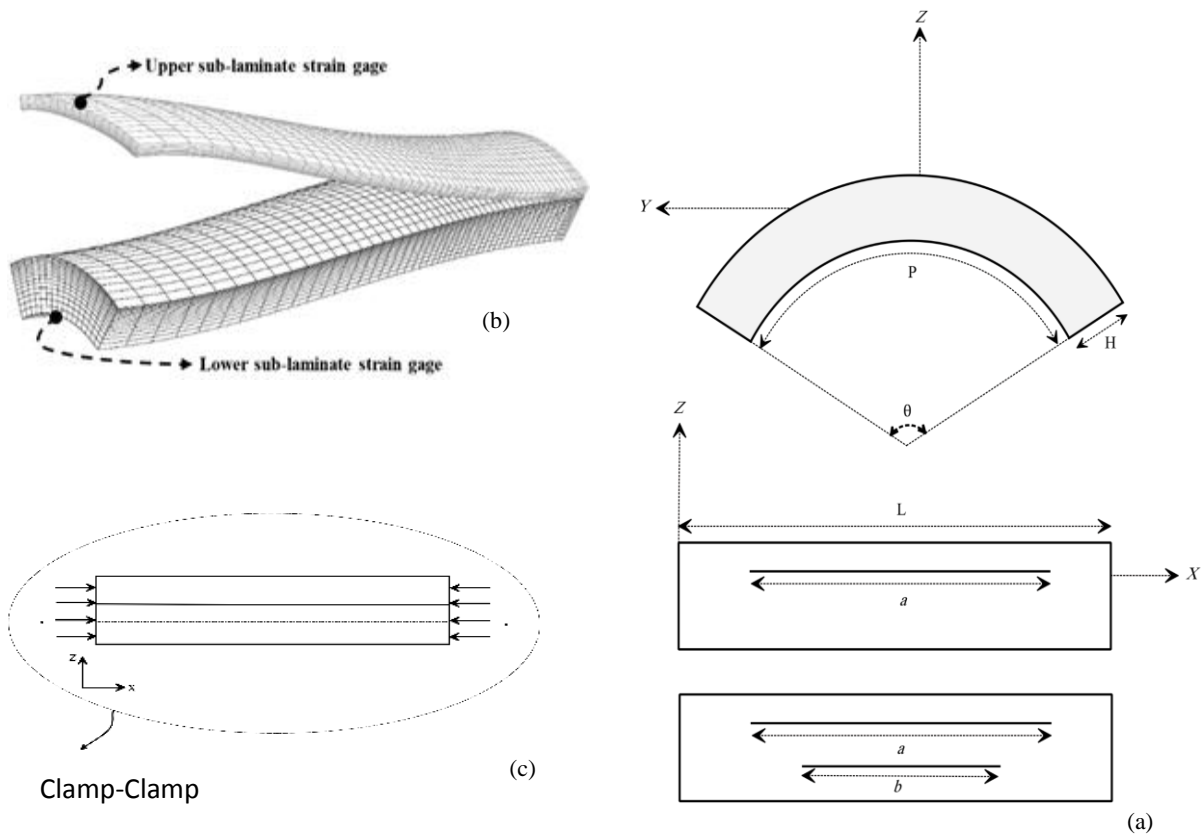 Upper sub-laminate strain gage
(b)
Lower sub-laminate strain gage
z
x
(c)
Clamp-Clamp
Z
Y
P
H
θ
Z
L
X
a
a
b
(a)